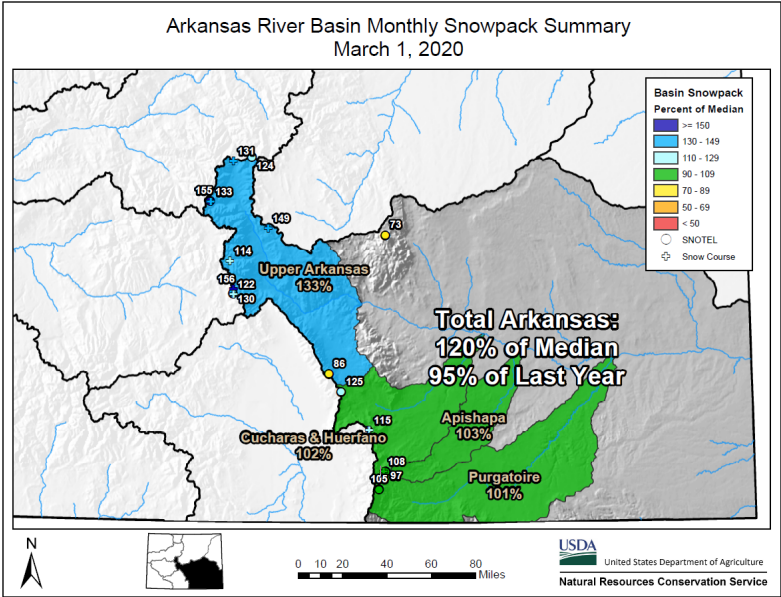 Arkansas River Basin Monthly Snowpack Summary
March 1, 2020
Basin Snowpack
Percent of Median
>= 150
130 - 149
110 - 129
90 - 109
70 - 89
50 - 69
< 50
SNOTEL
Snow Course
131
124
155 133
149
73
114
Upper Arkansas
133%
156
122
130
Total Arkansas:
120% of Median
95% of Last Year
86
125
115
Apishapa
103%
Cucharas & Huerfano
102%
108
105 97
Purgatoire
101%
N
0 10 20 40 60 80
Miles
USDA
United States Department of Agriculture
Natural Resources Conservation Service